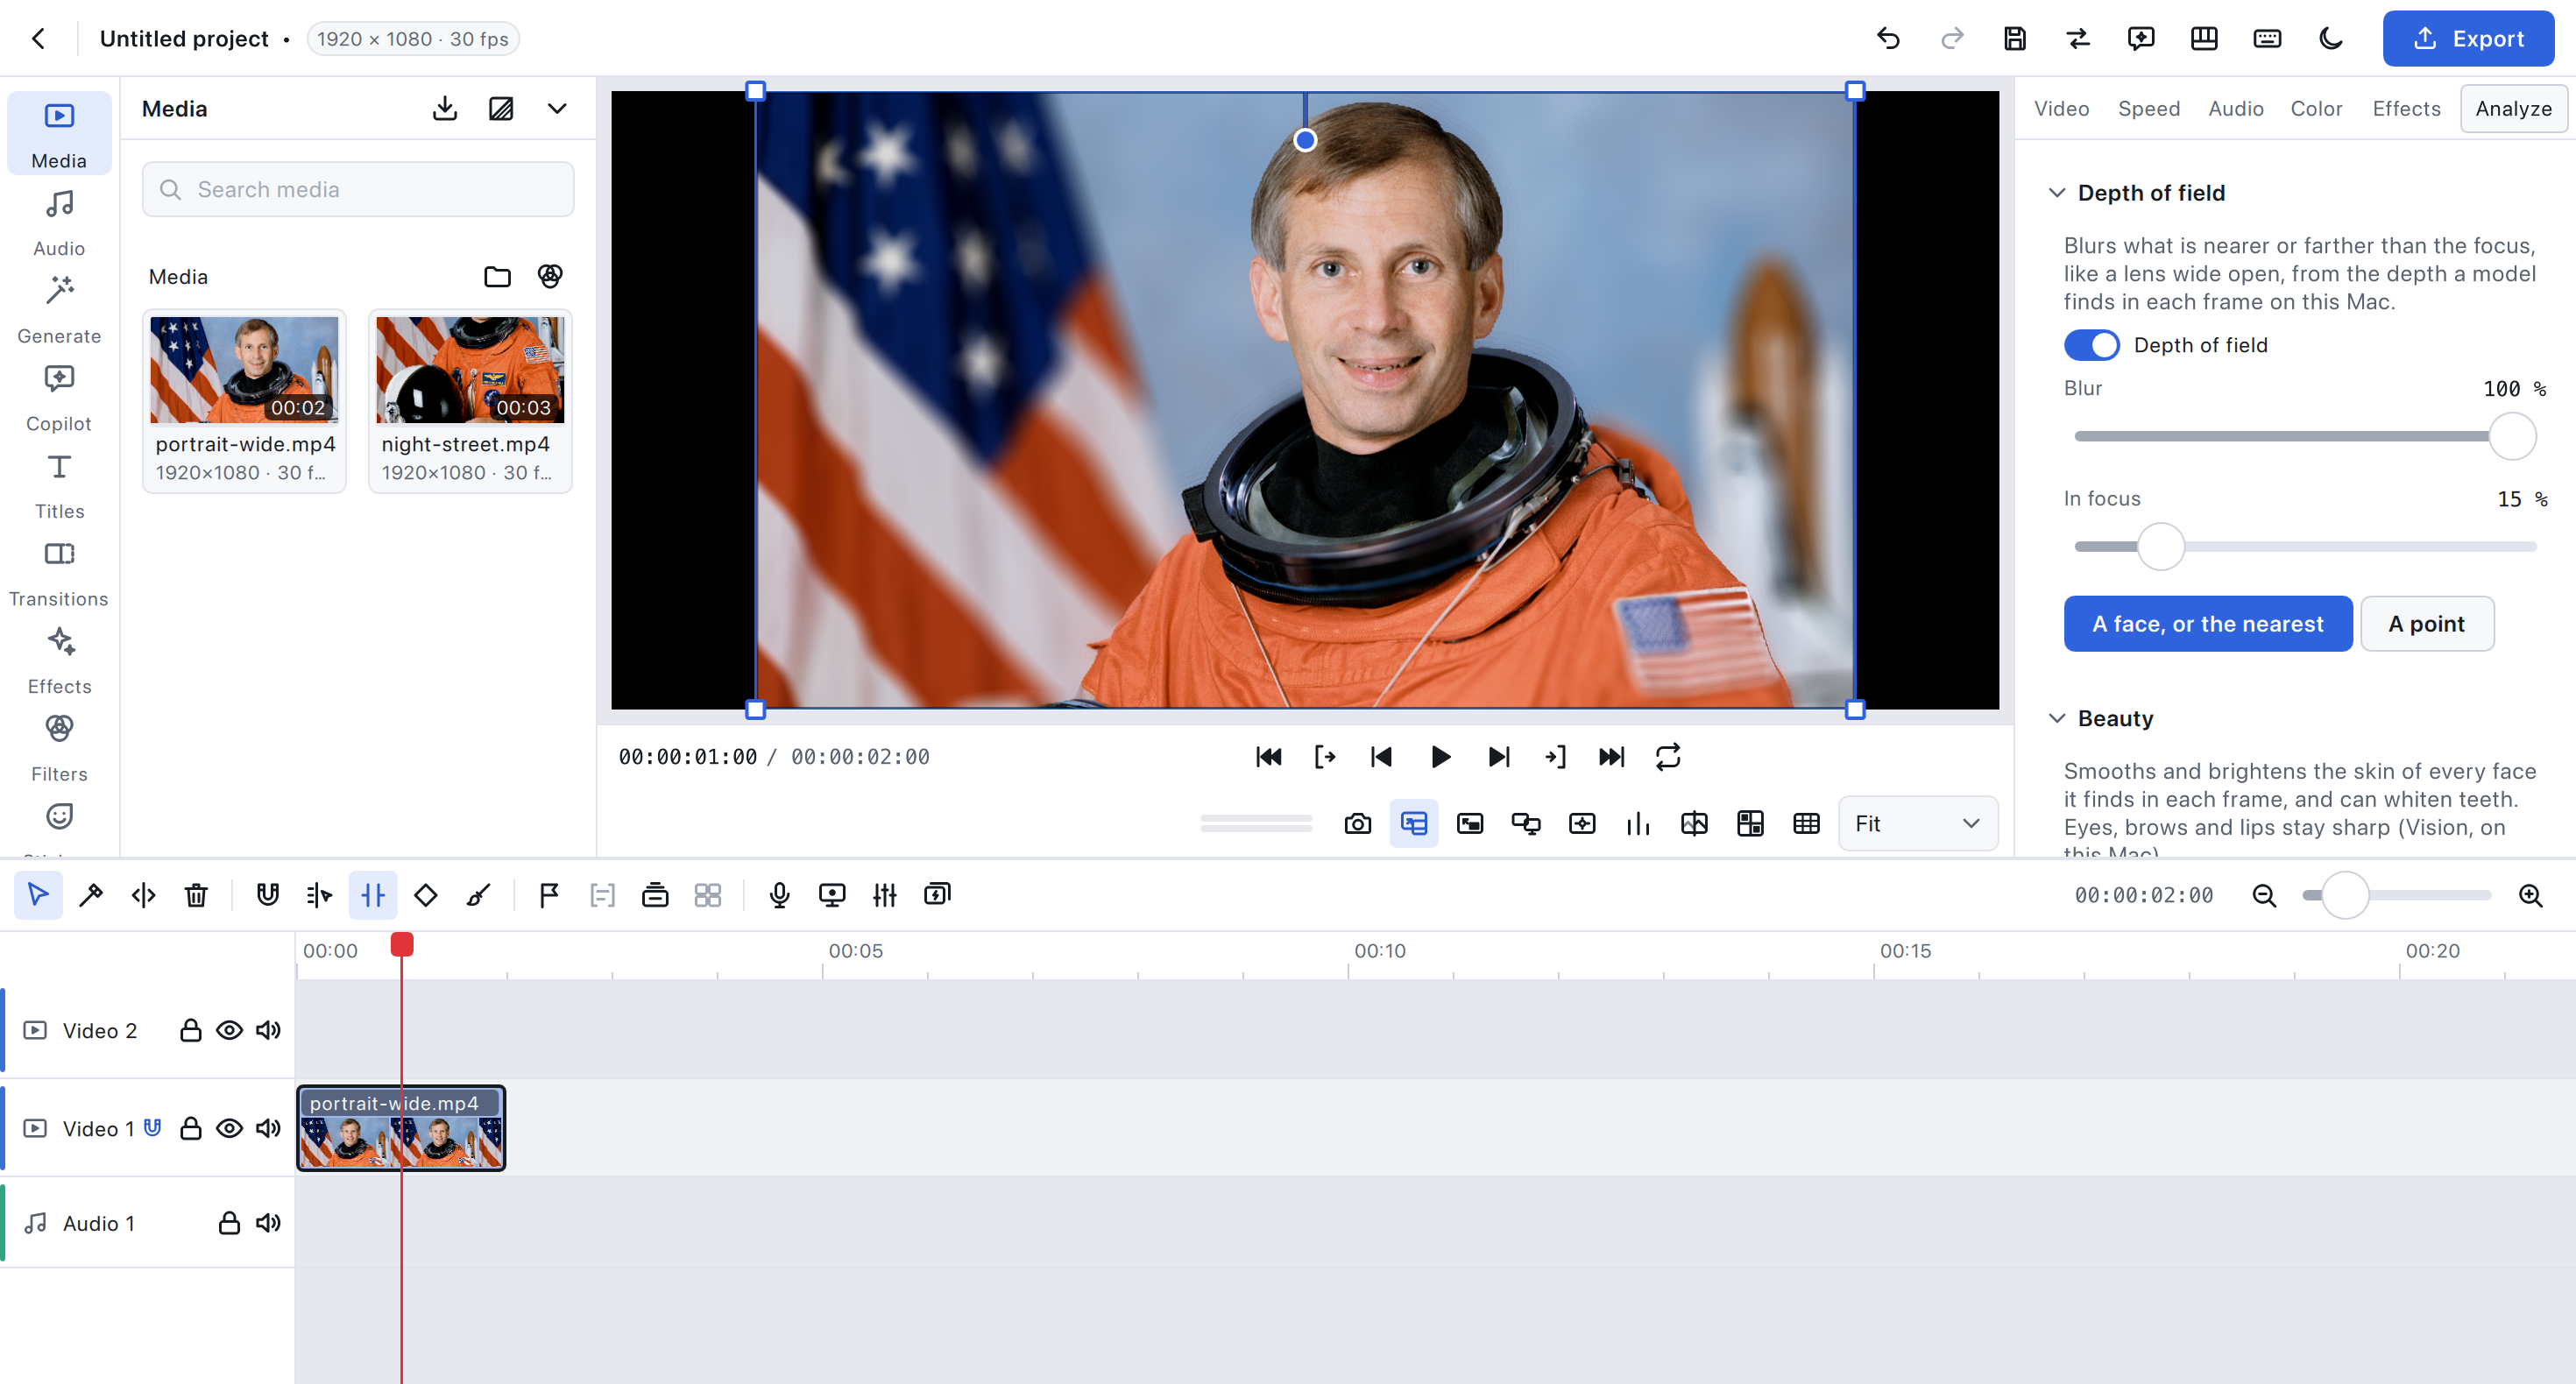 Untitled project •
1920 × 1080 · 30 fps
Export
Media
Audio
Generate
Copilot
Titles
Transitions
Effects
Filters
Media
Search media
Media
00:02
portrait-wide.mp4
1920×1080 · 30 f...
00:03
night-street.mp4
1920×1080 · 30 f...
00:00:01:00 / 00:00:02:00
Fit
Video
Speed
Audio
Color
Effects
Analyze
Depth of field
Blurs what is nearer or farther than the focus,
like a lens wide open, from the depth a model
finds in each frame on this Mac.
Depth of field
Blur
100 %
In focus
15 %
A face, or the nearest
A point
Beauty
Smooths and brightens the skin of every face
it finds in each frame, and can whiten teeth.
Eyes, brows and lips stay sharp (Vision, on
this Mac)
00:00:02:00
00:00
00:05
00:10
00:15
00:20
Video 2
Video 1
portrait-wide.mp4
Audio 1